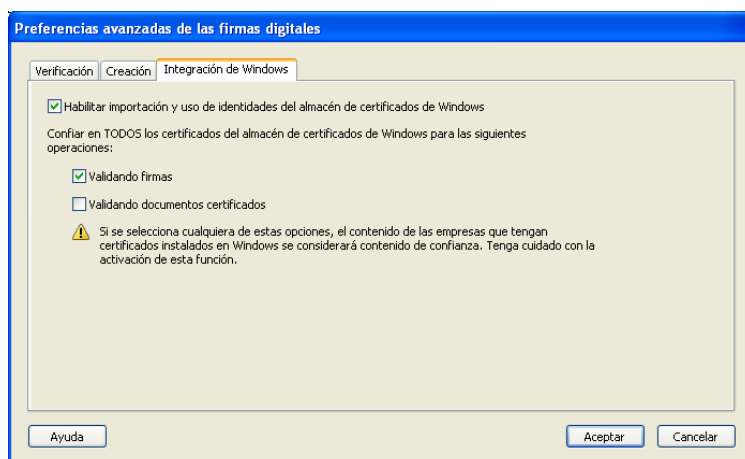 Preferencias avanzadas de las firmas digitales
Verificación Creación Integración de Windows
Habilitar importación y uso de identidades del almacén de certificados de Windows
Confiar en TODOS los certificados del almacén de certificados de Windows para las siguientes
operaciones:
Validando firmas
Validando documentos certificados
Si se selecciona cualquiera de estas opciones, el contenido de las empresas que tengan
certificados instalados en Windows se considerará contenido de confianza. Tenga cuidado con la
activación de esta función.
Ayuda Aceptar Cancelar